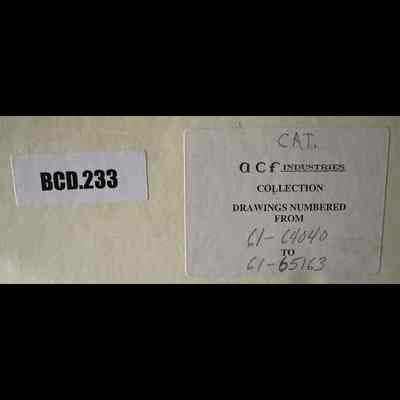 BCD.233
CAT.
acf INDUSTRIES
COLLECTION
DRAWINGS NUMBERED
FROM
61-64040
TO
61-65163